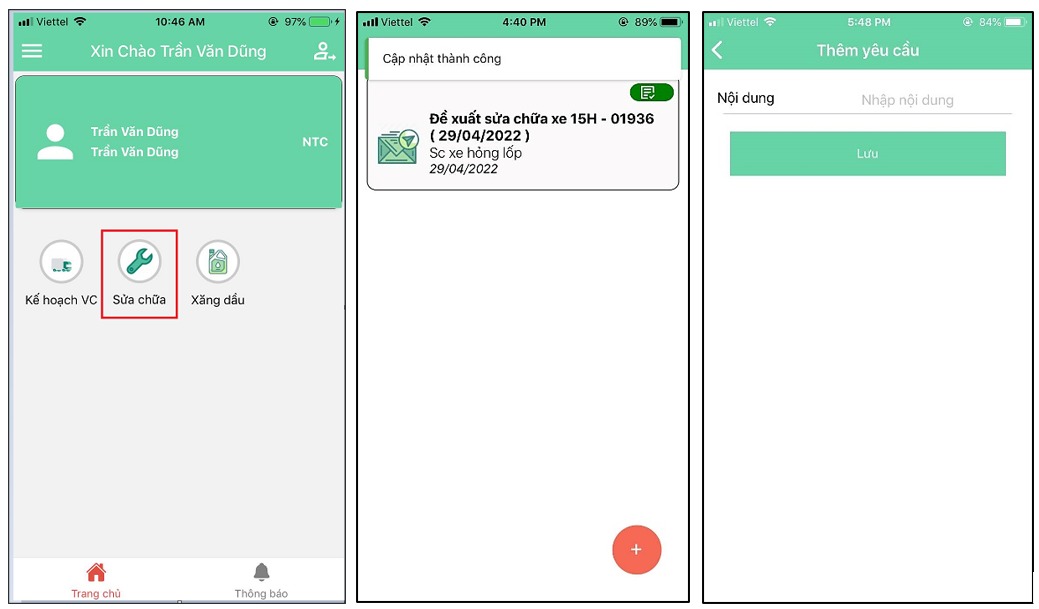 Viettel 10:46 AM 97%
Xin Chào Trần Văn Dũng
Trần Văn Dũng
Trần Văn Dũng
NTC
Kế hoạch VC
Sửa chữa
Xăng dầu
Trang chủ
Thông báo
Viettel 4:40 PM 89%
Cập nhật thành công
Đề xuất sửa chữa xe 15H - 01936
( 29/04/2022 )
Sc xe hỏng lốp
29/04/2022
+
Viettel 5:48 PM 84%
Thêm yêu cầu
Nội dung
Nhập nội dung
Lưu